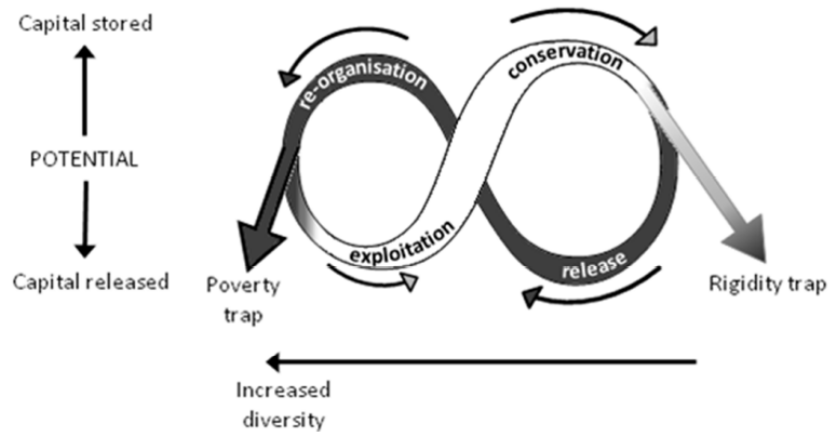 Capital stored
POTENTIAL
Capital released
re-organisation
conservation
exploitation
release
Poverty
trap
Rigidity trap
Increased
diversity